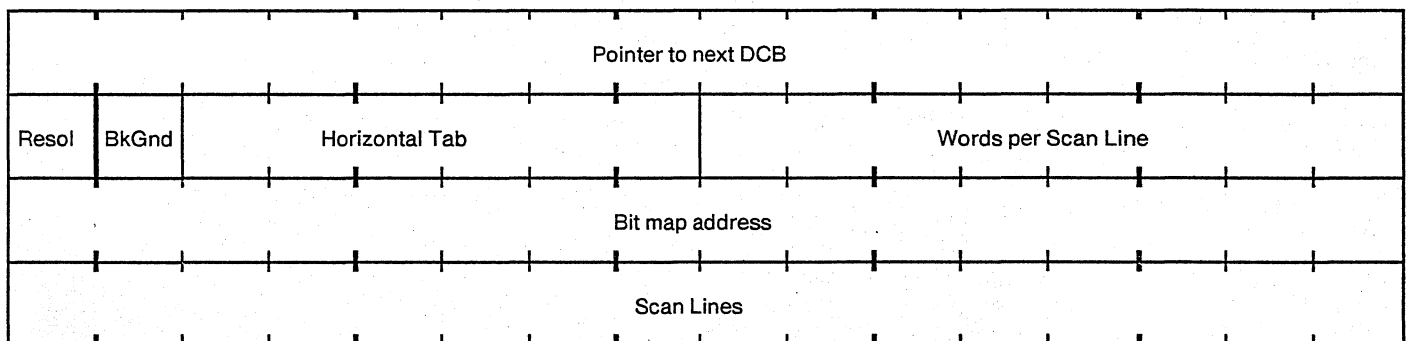 Pointer to next DCB
Resol BkGnd Horizontal Tab Words per Scan Line
Bit map address
Scan Lines